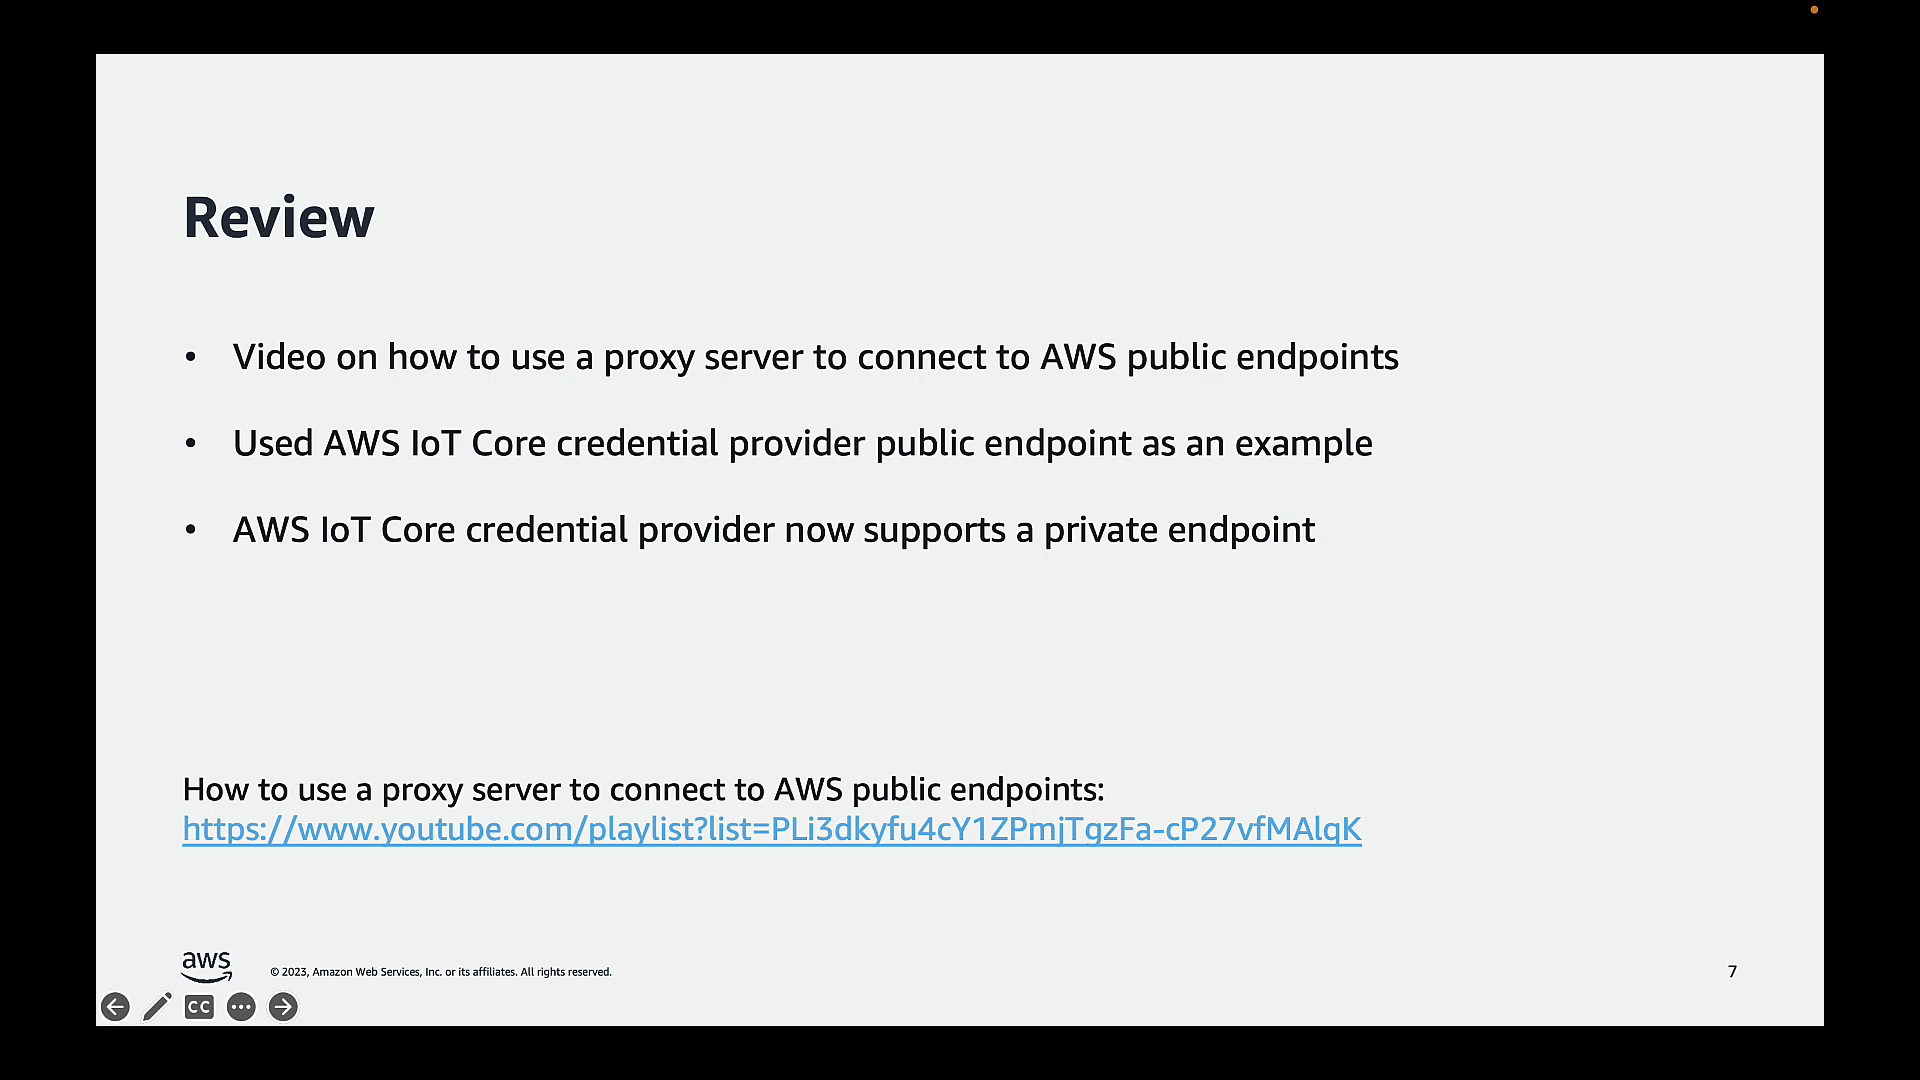 Review
• Video on how to use a proxy server to connect to AWS public endpoints
• Used AWS IoT Core credential provider public endpoint as an example
• AWS IoT Core credential provider now supports a private endpoint
How to use a proxy server to connect to AWS public endpoints:
https://www.youtube.com/playlist?list=PLi3dkyfu4cY1ZPmjTgzFa-cP27vfMAlqK
aws
© 2023, Amazon Web Services, Inc. or its affiliates. All rights reserved.
7
CC